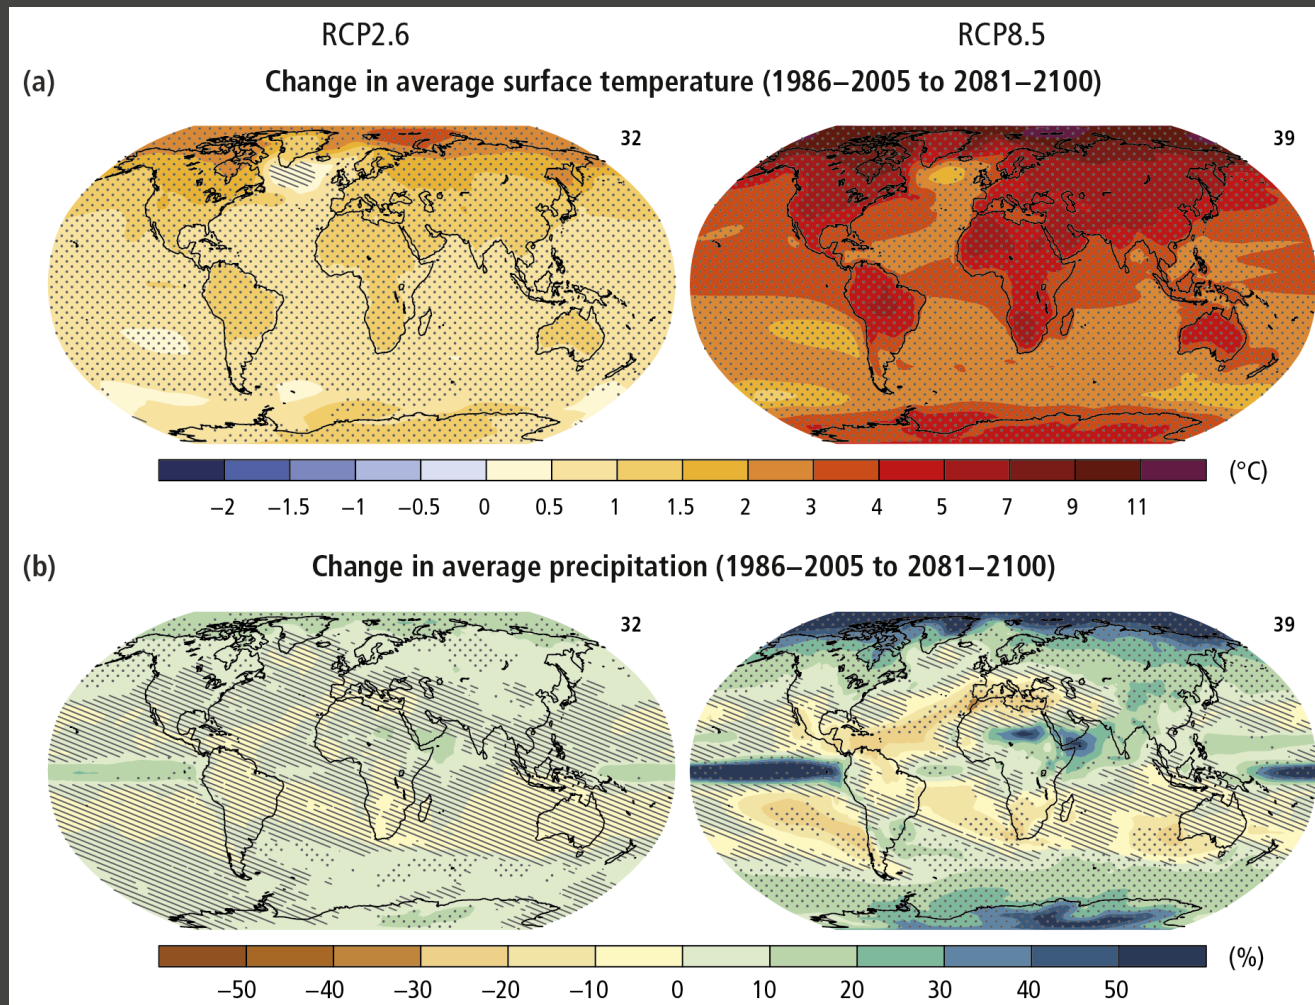 RCP2.6 RCP8.5
(a) Change in average surface temperature (1986–2005 to 2081–2100)
32 39
−2 −1.5 −1 −0.5 0 0.5 1 1.5 2 3 4 5 7 9 11 (°C)
(b) Change in average precipitation (1986–2005 to 2081–2100)
32 39
−50 −40 −30 −20 −10 0 10 20 30 40 50 (%)